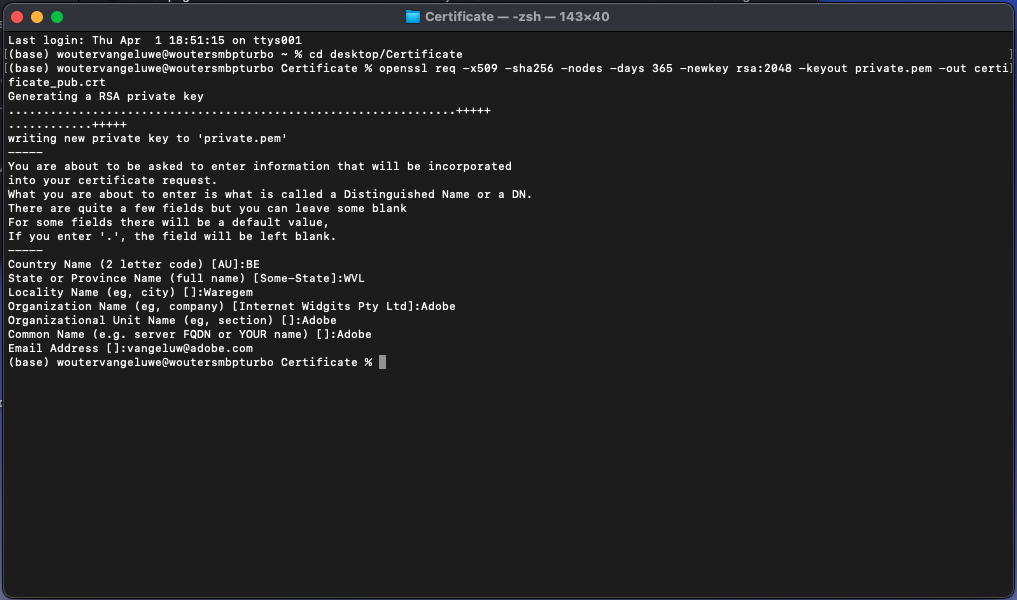 Certificate — -zsh — 143×40
Last login: Thu Apr  1 18:51:15 on ttys001
[(base) woutervangeluwe@woutersmbpturbo ~ % cd desktop/Certificate ]
[(base) woutervangeluwe@woutersmbpturbo Certificate % openssl req -x509 -sha256 -nodes -days 365 -newkey rsa:2048 -keyout private.pem -out certi]
ficate_pub.crt
Generating a RSA private key
................................................................+++++
............+++++
writing new private key to 'private.pem'
-----
You are about to be asked to enter information that will be incorporated
into your certificate request.
What you are about to enter is what is called a Distinguished Name or a DN.
There are quite a few fields but you can leave some blank
For some fields there will be a default value,
If you enter '.', the field will be left blank.
-----
Country Name (2 letter code) [AU]:BE
State or Province Name (full name) [Some-State]:WVL
Locality Name (eg, city) []:Waregem
Organization Name (eg, company) [Internet Widgits Pty Ltd]:Adobe
Organizational Unit Name (eg, section) []:Adobe
Common Name (e.g. server FQDN or YOUR name) []:Adobe
Email Address []:vangeluw@adobe.com
(base) woutervangeluwe@woutersmbpturbo Certificate %